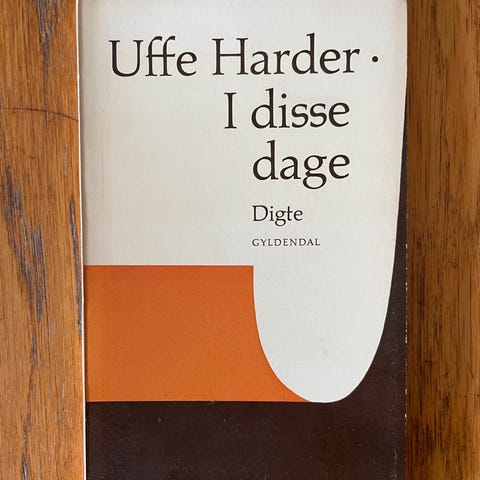 Uffe Harder ·
I disse
dage
Digte
GYLDENDAL